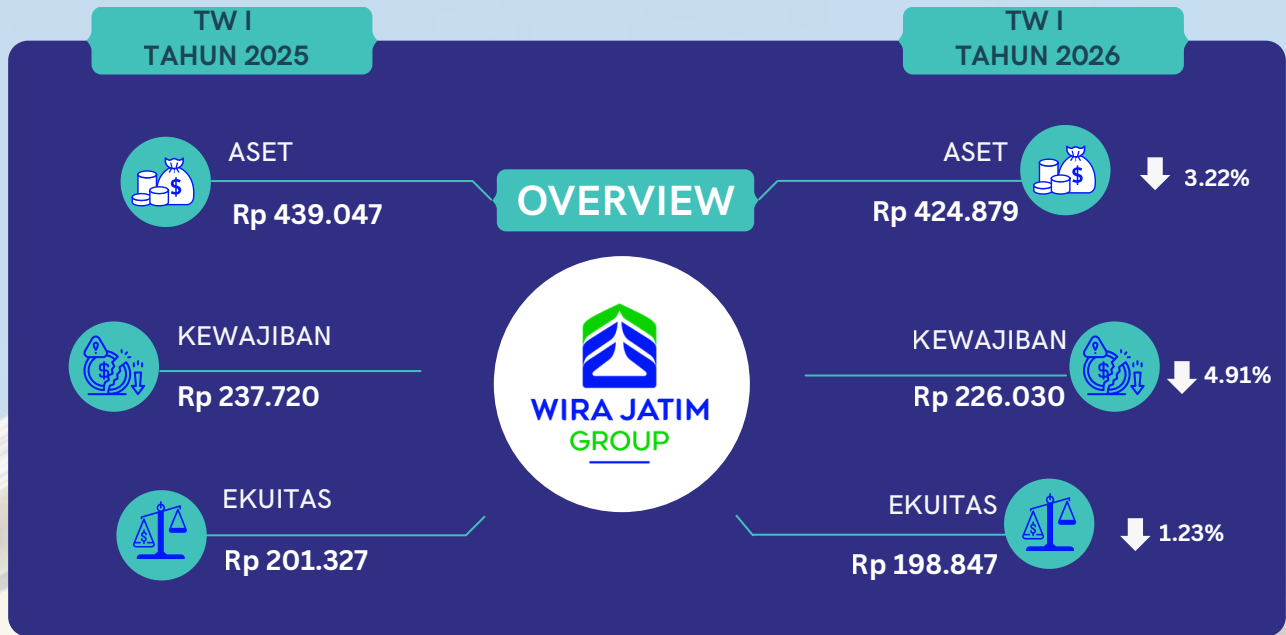 TW I
TAHUN 2025
TW I
TAHUN 2026
OVERVIEW
ASET
Rp 439.047
ASET
Rp 424.879
3.22%
KEWAJIBAN
Rp 237.720
KEWAJIBAN
Rp 226.030
4.91%
WIRA JATIM
GROUP
EKUITAS
Rp 201.327
EKUITAS
Rp 198.847
1.23%